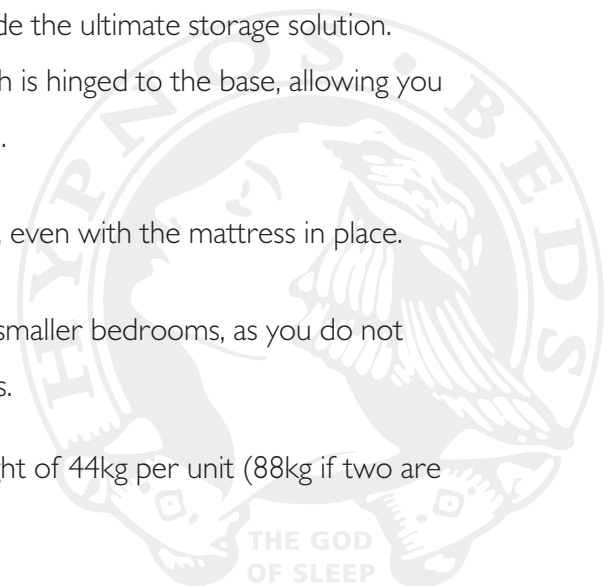 de the ultimate storage solution.
h is hinged to the base, allowing you
.
, even with the mattress in place.
smaller bedrooms, as you do not
s.
ght of 44kg per unit (88kg if two are
HYPNOS • BEDS
THE GOD
OF SLEEP